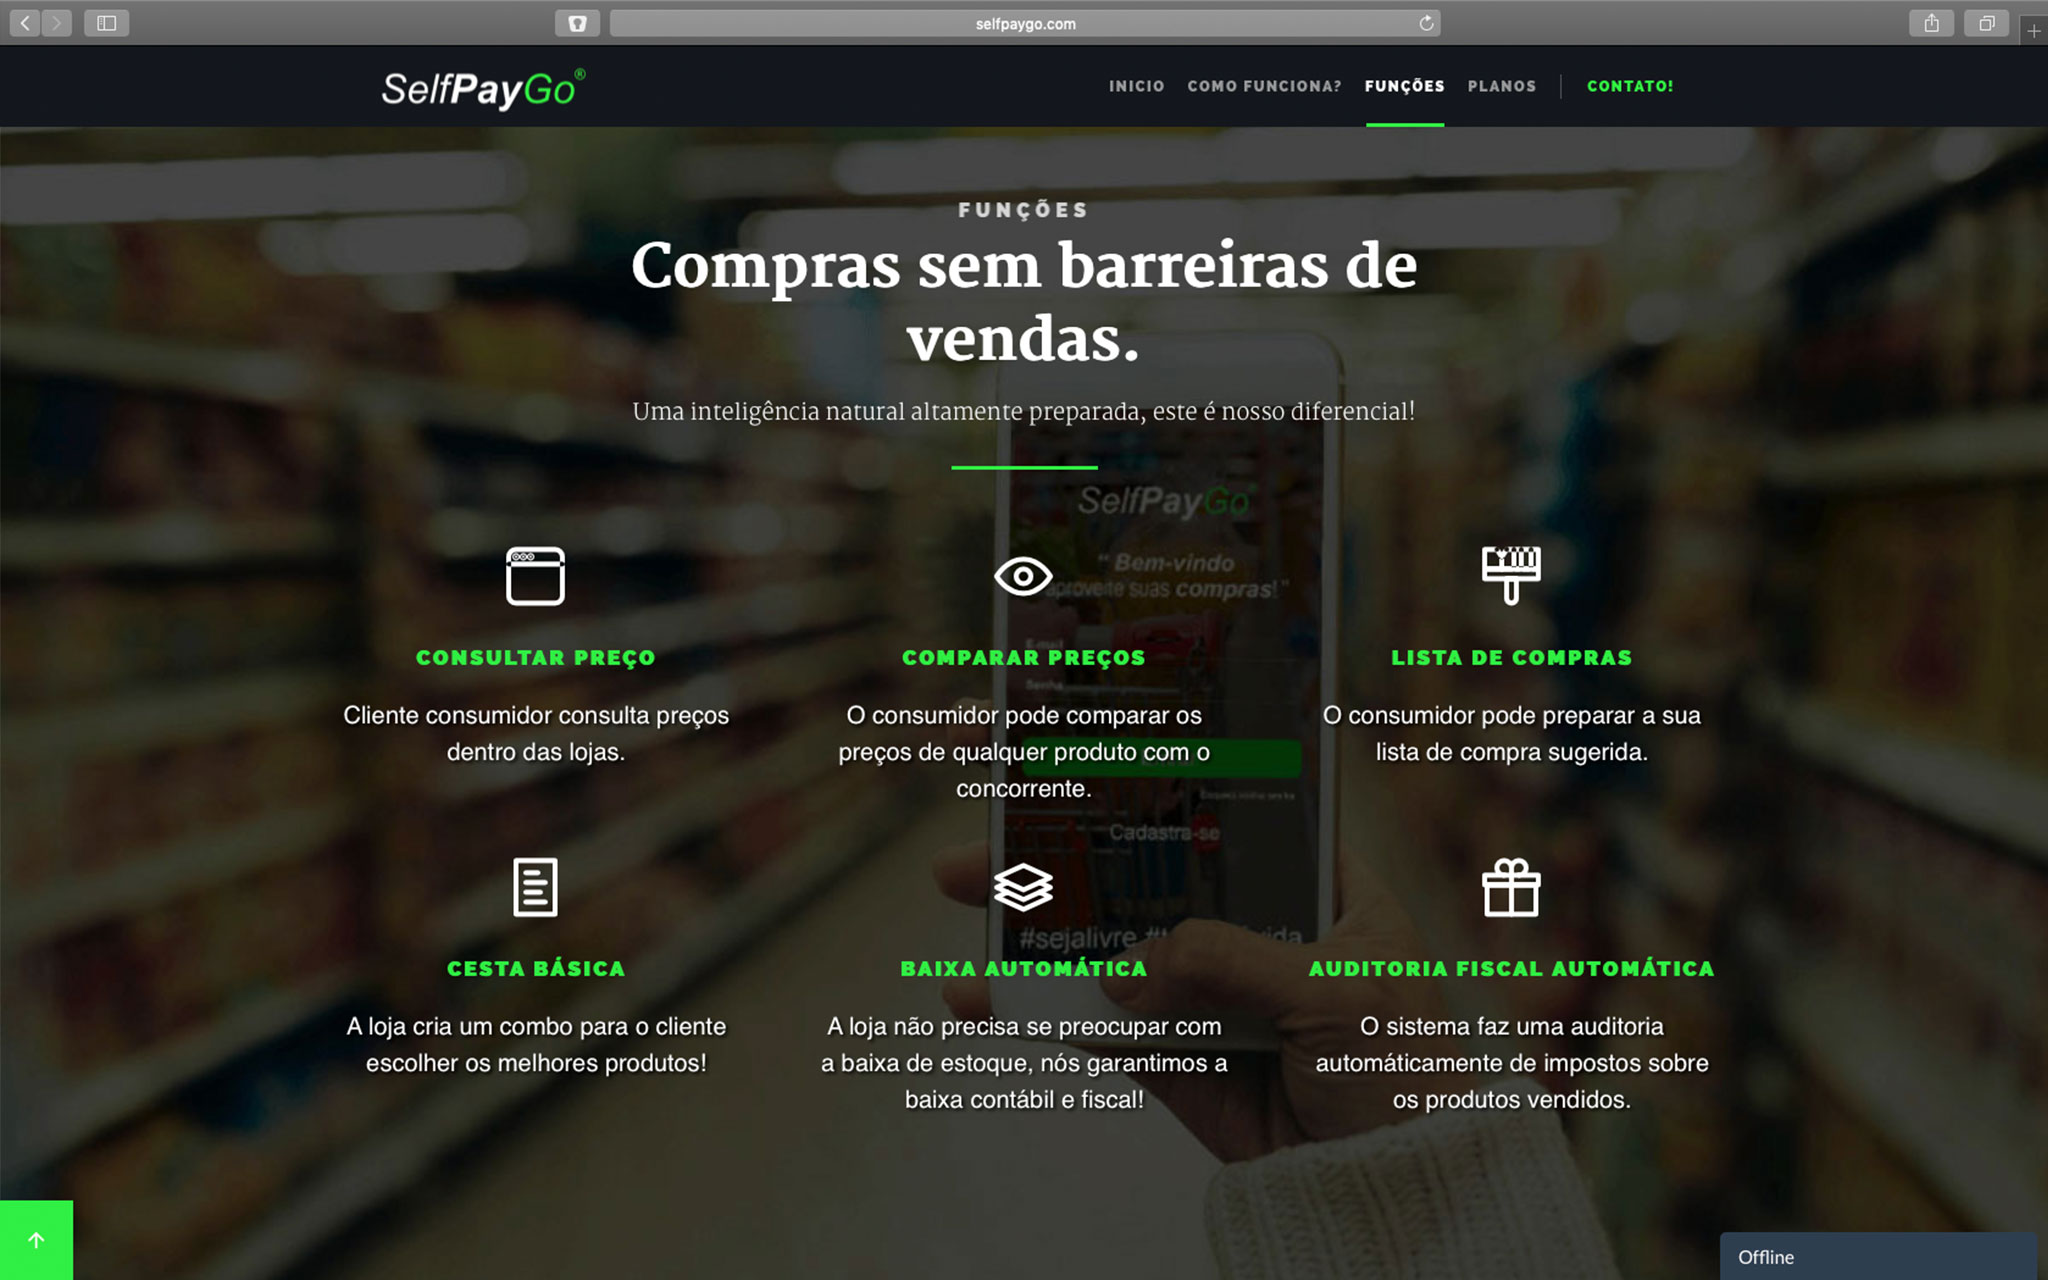 selfpaygo.com
SelfPayGo®
INICIO COMO FUNCIONA? FUNÇÕES PLANOS CONTATO!
FUNÇÕES
Compras sem barreiras de
vendas.
Uma inteligência natural altamente preparada, este é nosso diferencial!
SelfPayGo
“ Bem-vindo
aproveite suas compras!”
Email
Senha
CONSULTAR PREÇO
Cliente consumidor consulta preços
dentro das lojas.
COMPARAR PREÇOS
O consumidor pode comparar os
preços de qualquer produto com o
concorrente.
LISTA DE COMPRAS
O consumidor pode preparar a sua
lista de compra sugerida.
Cadastra-se
#sejalivre
CESTA BÁSICA
A loja cria um combo para o cliente
escolher os melhores produtos!
BAIXA AUTOMÁTICA
A loja não precisa se preocupar com
a baixa de estoque, nós garantimos a
baixa contábil e fiscal!
AUDITORIA FISCAL AUTOMÁTICA
O sistema faz uma auditoria
automáticamente de impostos sobre
os produtos vendidos.
Offline